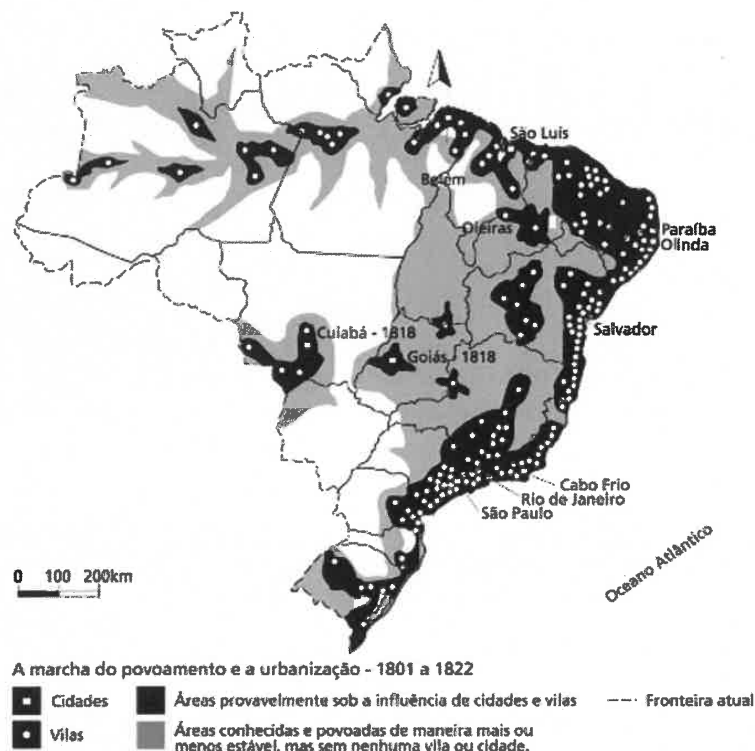 São Luís
Belém
Oieiras
Paraíba
Olinda
Salvador
Cuiabá - 1818
Goiás, 1818
Cabo Frio
Rio de Janeiro
São Paulo
Oceano Atlântico
0 100 200km
A marcha do povoamento e a urbanização - 1801 a 1822
Cidades
Áreas provavelmente sob a influência de cidades e vilas
Fronteira atual
Vilas
Áreas conhecidas e povoadas de maneira mais ou
menos estável, mas sem nenhuma vila ou cidade.